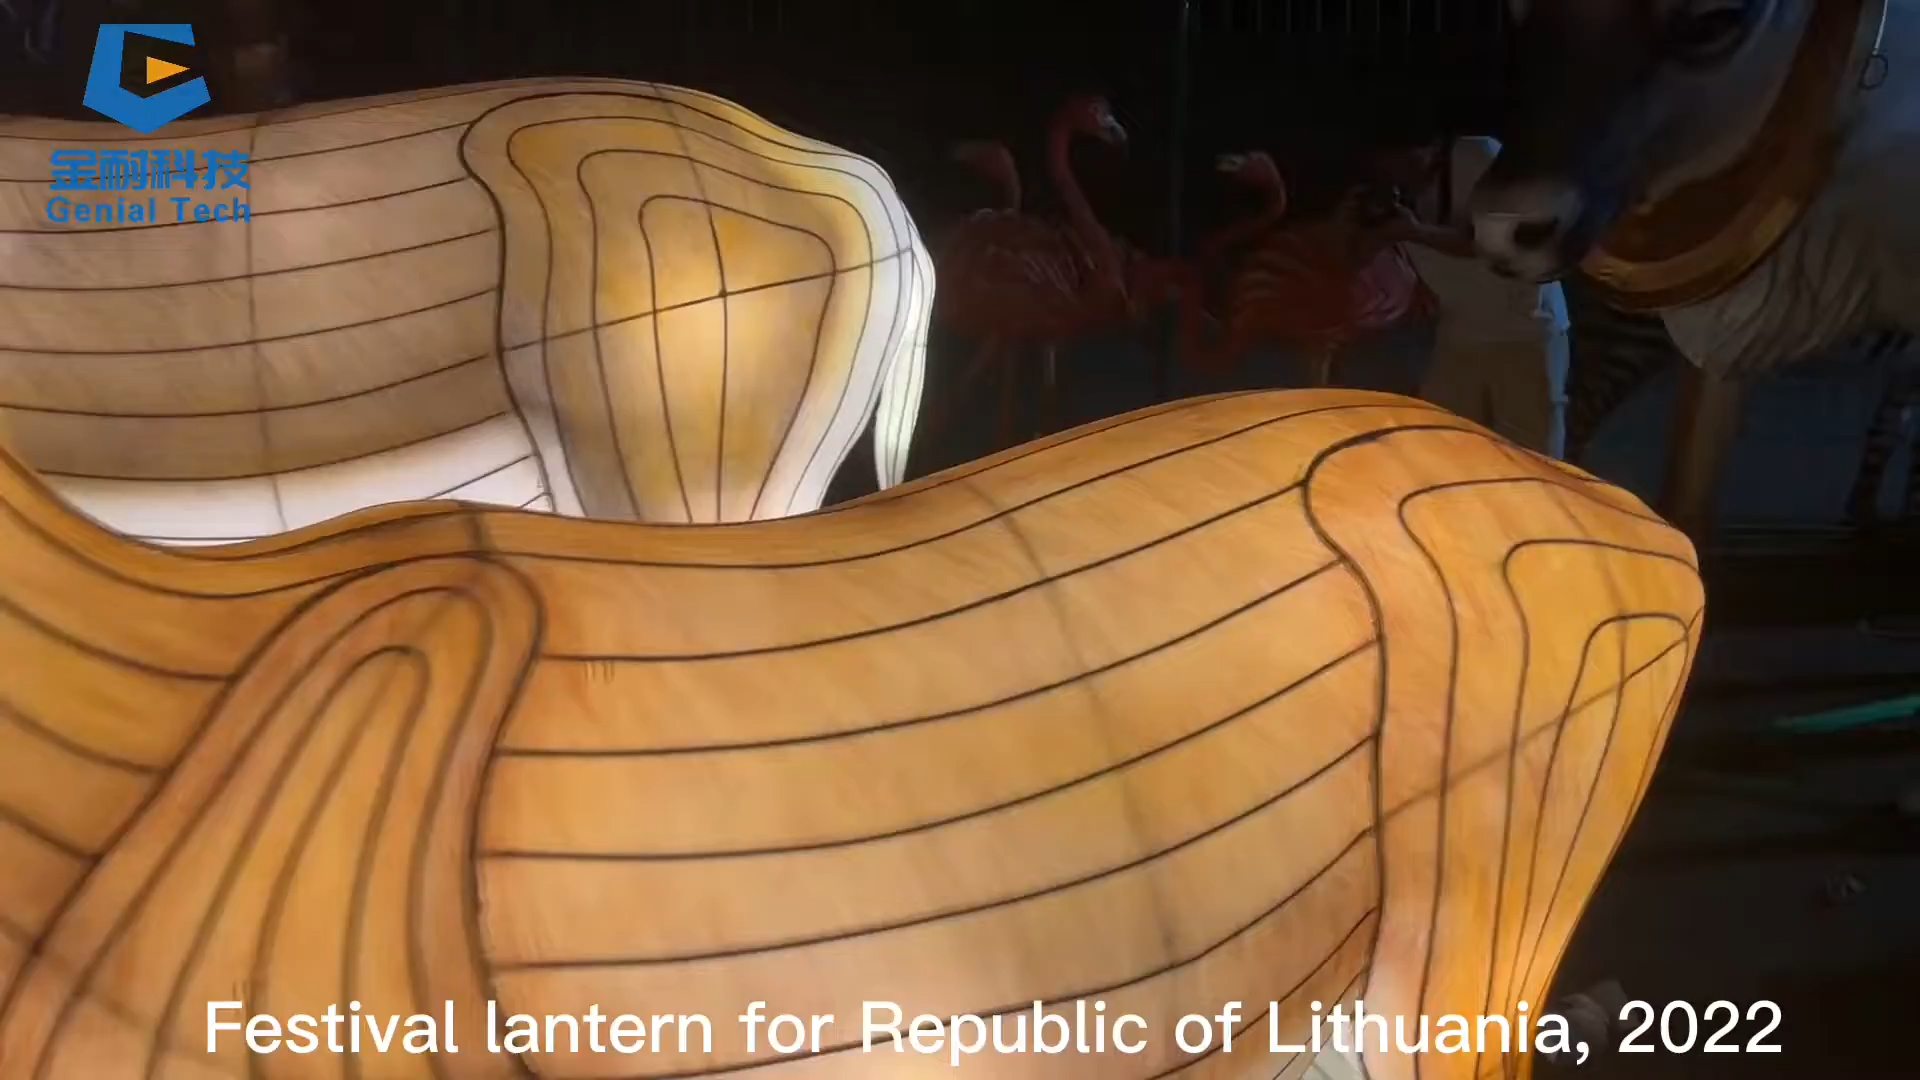 金耐科技
Genial Tech
Festival lantern for Republic of Lithuania, 2022